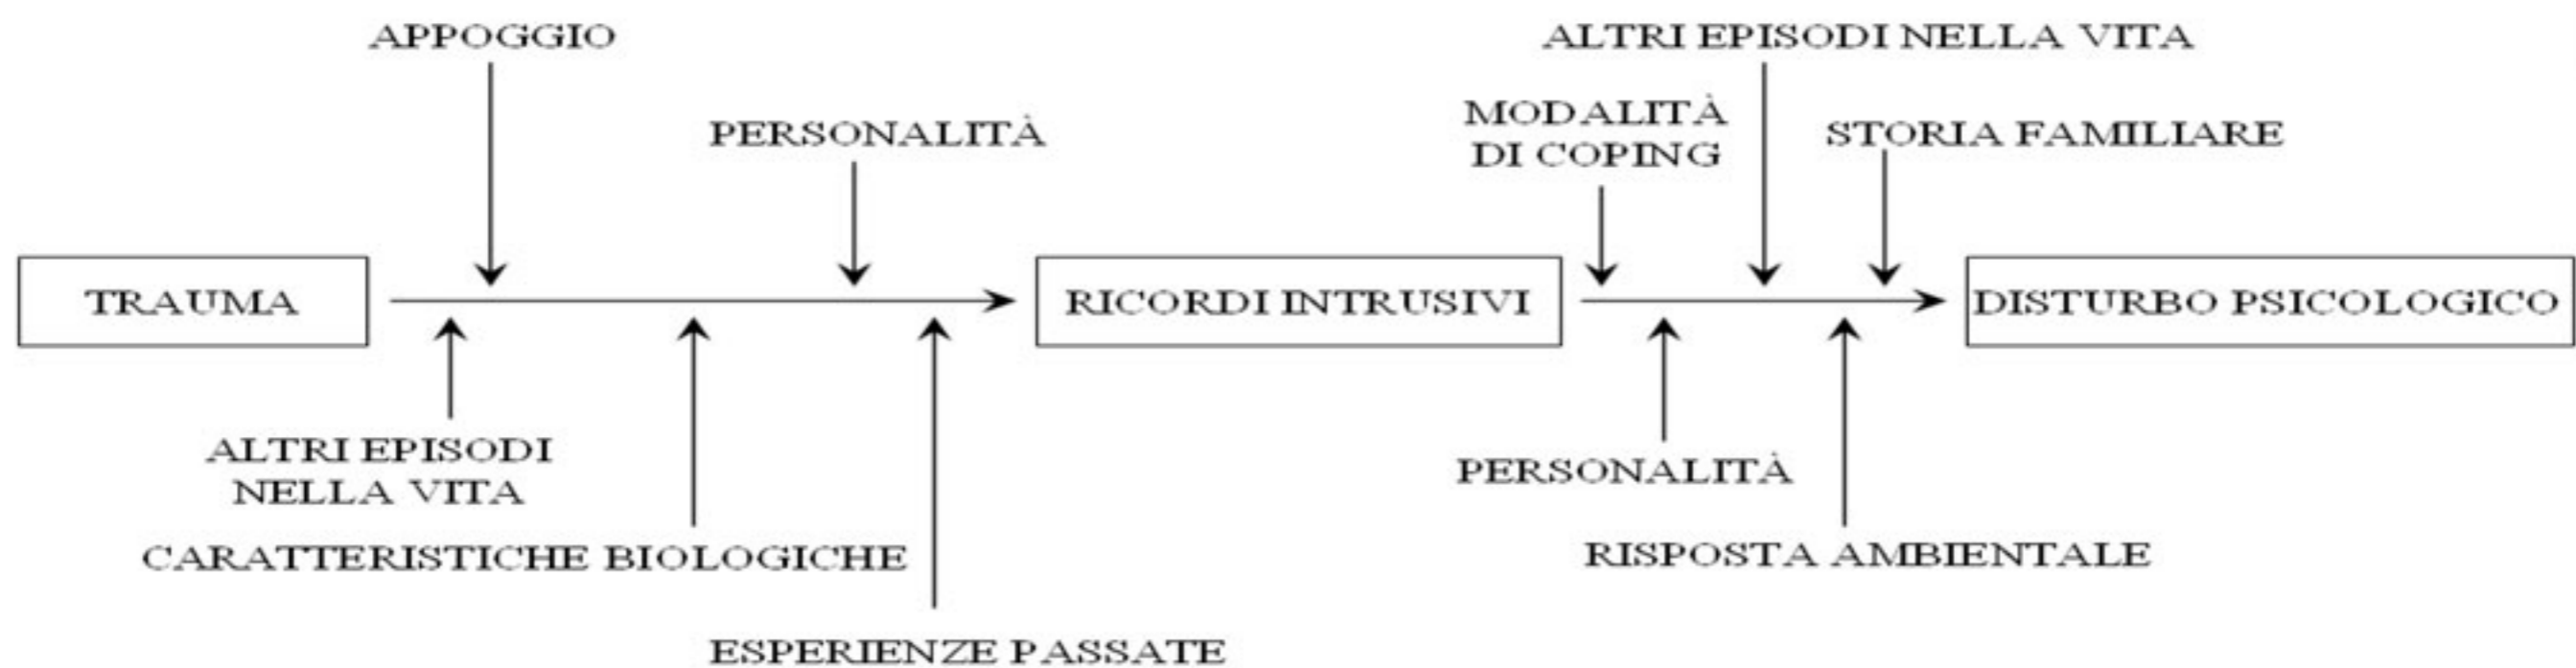 APPOGGIO
ALTRI EPISODI NELLA VITA
MODALITÀ
DI COPING
PERSONALITÀ
STORIA FAMILIARE
TRAUMA
RICORDI INTRUSIVI
DISTURBO PSICOLOGICO
ALTRI EPISODI
NELLA VITA
PERSONALITÀ
CARATTERISTICHE BIOLOGICHE
RISPOSTA AMBIENTALE
ESPERIENZE PASSATE